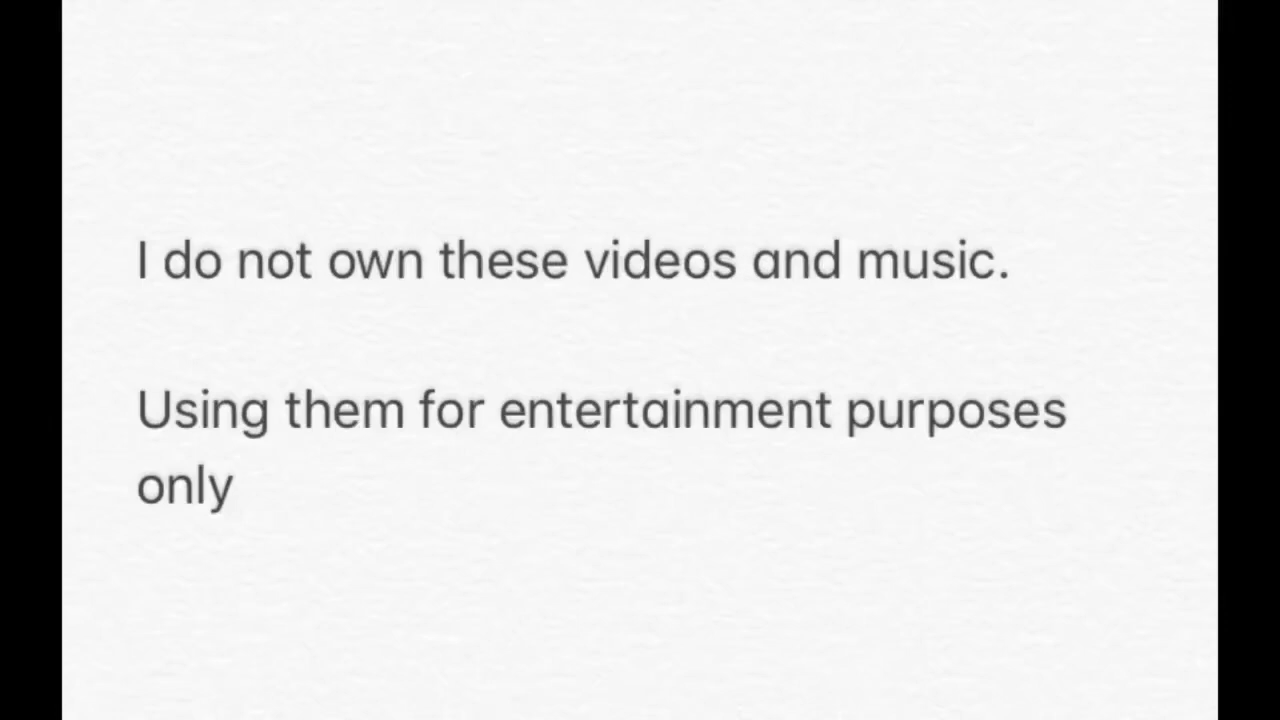 I do not own these videos and music.
Using them for entertainment purposes
only